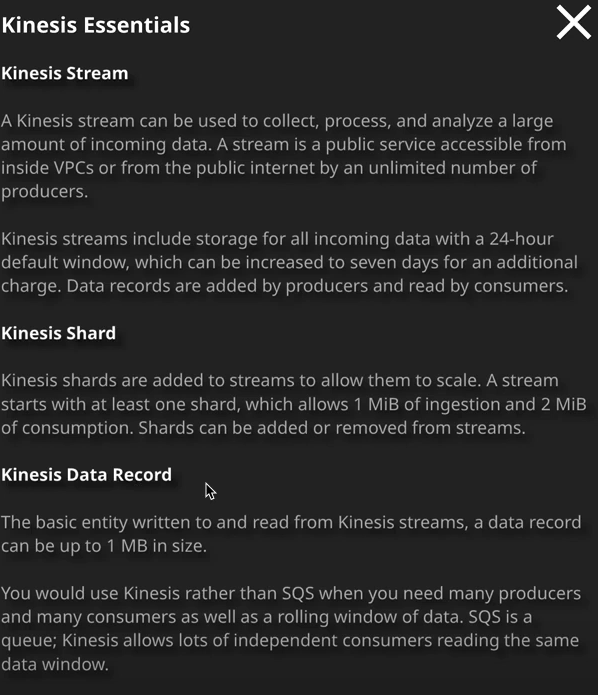 Kinesis Essentials
Kinesis Stream
A Kinesis stream can be used to collect, process, and analyze a large
amount of incoming data. A stream is a public service accessible from
inside VPCs or from the public internet by an unlimited number of
producers.
Kinesis streams include storage for all incoming data with a 24-hour
default window, which can be increased to seven days for an additional
charge. Data records are added by producers and read by consumers.
Kinesis Shard
Kinesis shards are added to streams to allow them to scale. A stream
starts with at least one shard, which allows 1 MiB of ingestion and 2 MiB
of consumption. Shards can be added or removed from streams.
Kinesis Data Record
The basic entity written to and read from Kinesis streams, a data record
can be up to 1 MB in size.
You would use Kinesis rather than SQS when you need many producers
and many consumers as well as a rolling window of data. SQS is a
queue; Kinesis allows lots of independent consumers reading the same
data window.